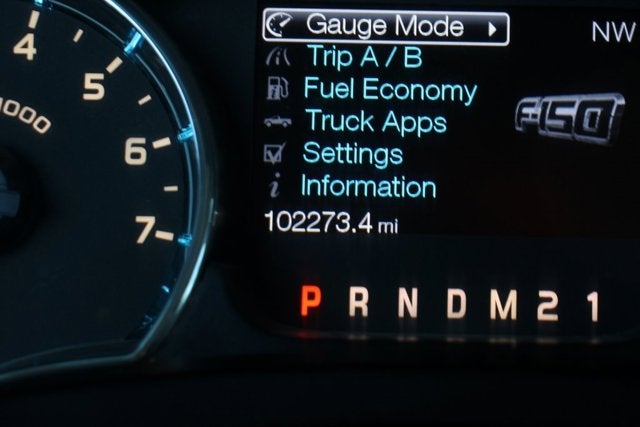 Gauge Mode
NW
Trip A / B
Fuel Economy
Truck Apps
Settings
Information
F-150
102273.4 mi
P R N D M 2 1
4
5
6
7